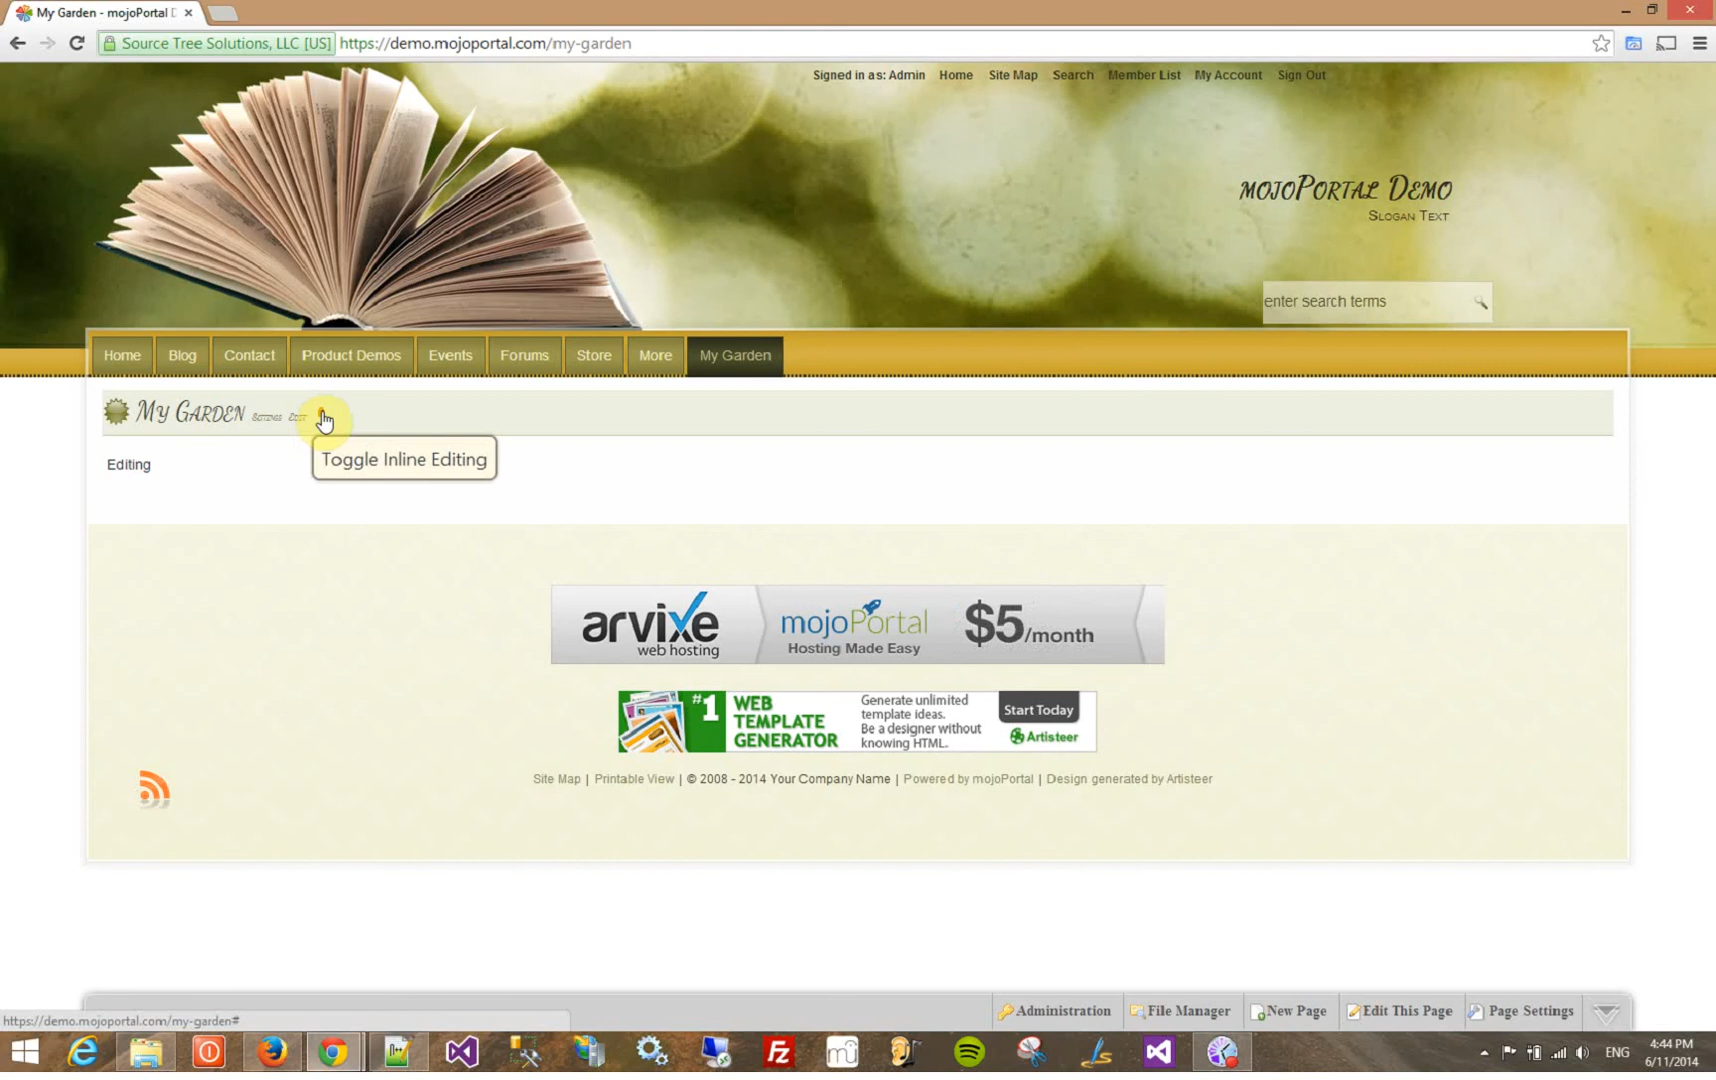 My Garden - mojoPortal D
Source Tree Solutions, LLC [US] https://demo.mojoportal.com/my-garden
Signed in as: Admin Home Site Map Search Member List My Account Sign Out
mojoPortal Demo
Slogan Text
enter search terms
Home Blog Contact Product Demos Events Forums Store More My Garden
My Garden Settings Edit
Toggle Inline Editing
Editing
arvixe web hosting
mojoPortal
Hosting Made Easy
$5/month
#1 WEB TEMPLATE GENERATOR
Generate unlimited
template ideas.
Be a designer without
knowing HTML.
Start Today
Artisteer
Site Map | Printable View | © 2008 - 2014 Your Company Name | Powered by mojoPortal | Design generated by Artisteer
Administration File Manager New Page Edit This Page Page Settings
https://demo.mojoportal.com/my-garden#
ENG
4:44 PM
6/11/2014